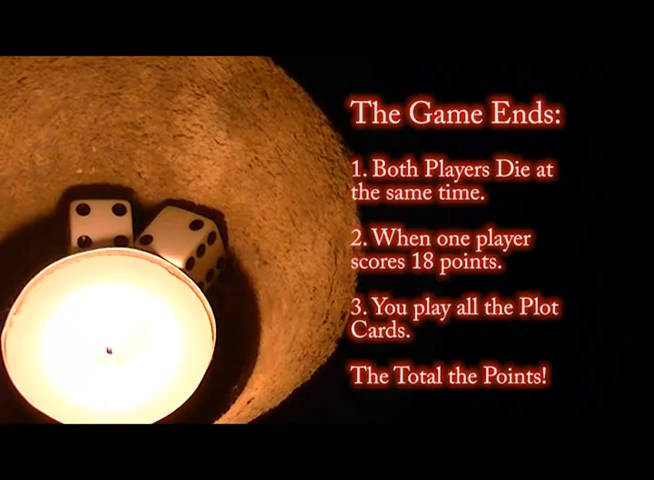 The Game Ends:
1. Both Players Die at
the same time.
2. When one player
scores 18 points.
3. You play all the Plot
Cards.
The Total the Points!